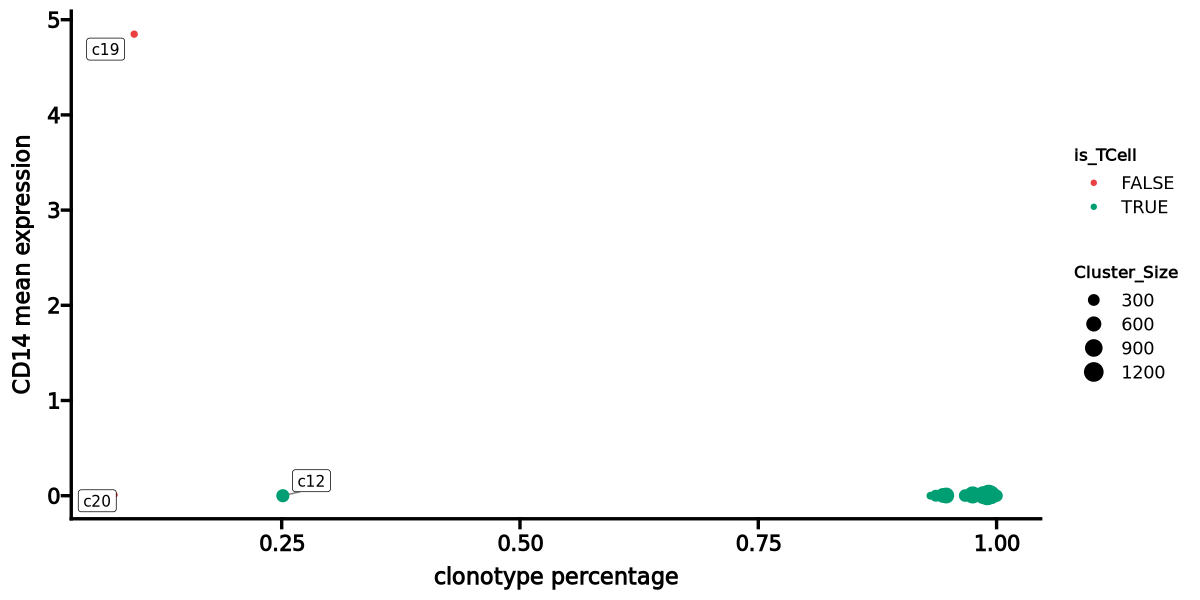 5
c19
4
is_TCell
FALSE
TRUE
3
CD14 mean expression
Cluster_Size
300
600
2
900
1200
1
c12
0
c20
0.25
0.50
0.75
1.00
clonotype percentage